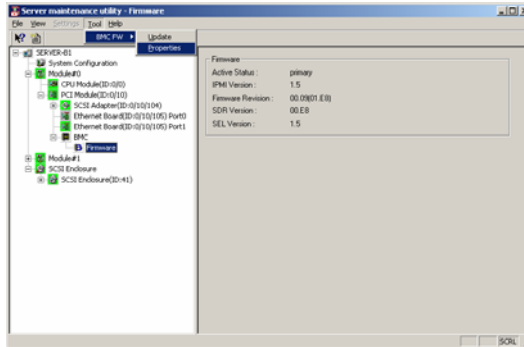 Server maintenance utility - Firmware
File View Settings Tool Help
BMC FW Update
Properties
SERVER-B1
System Configuration
Module#0
CPU Module(ID:0/0)
PCI Module(ID:0/10)
SCSI Adapter(ID:0/10/104)
Ethernet Board(ID:0/10/105) Port0
Ethernet Board(ID:0/10/105) Port1
BMC
Firmware
Module#1
SCSI Enclosure
SCSI Enclosure(ID:41)
Firmware
Active Status : primary
IPMI Version : 1.5
Firmware Revision : 00.09(01.E8)
SDR Version : 00.E8
SEL Version : 1.5
SCRL